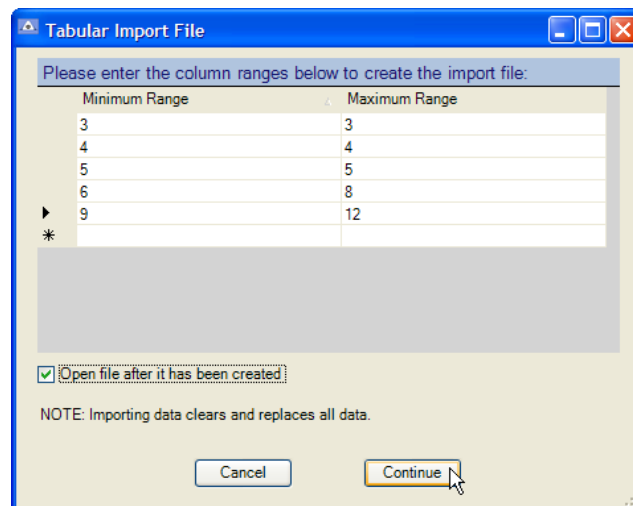 Tabular Import File
Please enter the column ranges below to create the import file:
Minimum Range Maximum Range
3 3
4 4
5 5
6 8
9 12
Open file after it has been created
NOTE: Importing data clears and replaces all data.
Cancel Continue